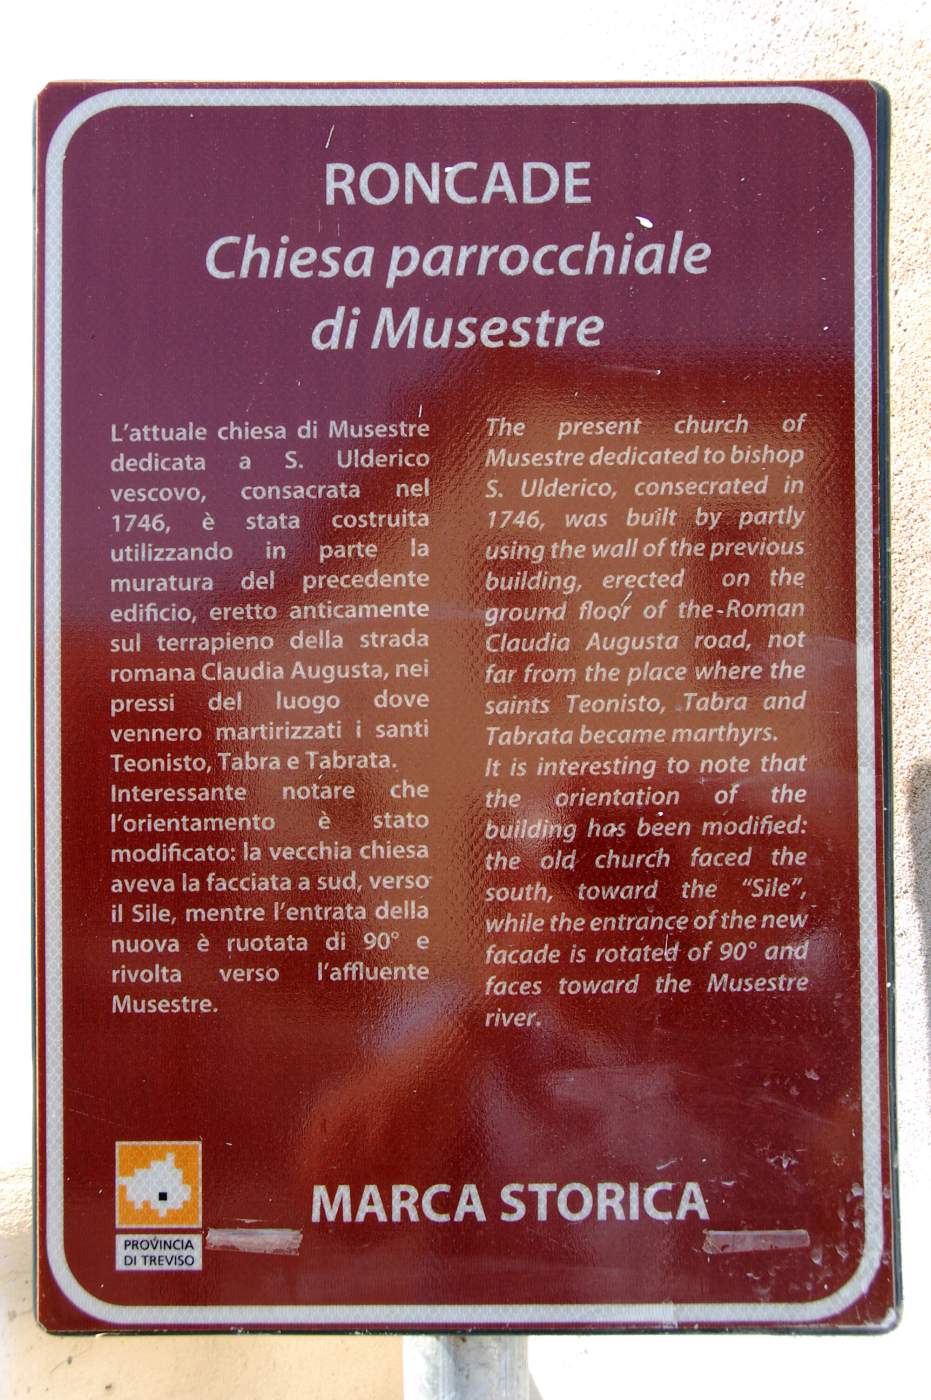 RONCADE
Chiesa parrocchiale
di Musestre
L'attuale chiesa di Musestre
dedicata a S. Ulderico
vescovo, consacrata nel
1746, è stata costruita
utilizzando in parte la
muratura del precedente
edificio, eretto anticamente
sul terrapieno della strada
romana Claudia Augusta, nei
pressi del luogo dove
vennero martirizzati i santi
Teonisto, Tabra e Tabrata.
Interessante notare che
l'orientamento è stato
modificato: la vecchia chiesa
aveva la facciata a sud, verso
il Sile, mentre l'entrata della
nuova è ruotata di 90° e
rivolta verso l'affluente
Musestre.
The present church of
Musestre dedicated to bishop
S. Ulderico, consecrated in
1746, was built by partly
using the wall of the previous
building, erected on the
ground floor of the Roman
Claudia Augusta road, not
far from the place where the
saints Teonisto, Tabra and
Tabrata became marthyrs.
It is interesting to note that
the orientation of the
building has been modified:
the old church faced the
south, toward the “Sile”,
while the entrance of the new
facade is rotated of 90° and
faces toward the Musestre
river.
MARCA STORICA
PROVINCIA
DI TREVISO